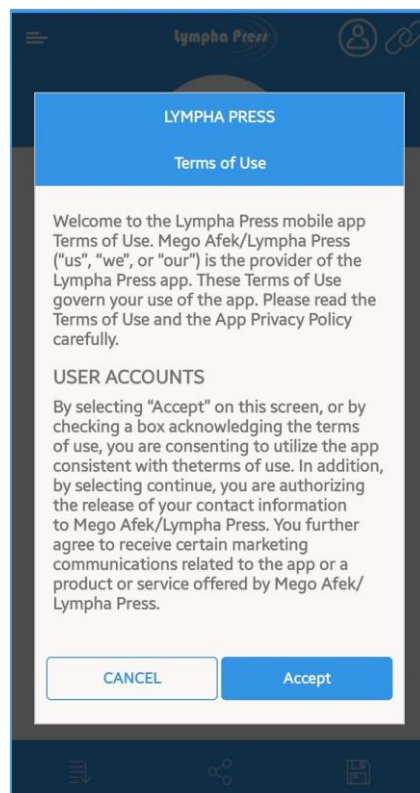 Lympha Press
LYMPHA PRESS
Terms of Use
Welcome to the Lympha Press mobile app
Terms of Use. Mego Afek/Lympha Press
("us", "we", or "our") is the provider of the
Lympha Press app. These Terms of Use
govern your use of the app. Please read the
Terms of Use and the App Privacy Policy
carefully.
USER ACCOUNTS
By selecting "Accept" on this screen, or by
checking a box acknowledging the terms
of use, you are consenting to utilize the app
consistent with theterms of use. In addition,
by selecting continue, you are authorizing
the release of your contact information
to Mego Afek/Lympha Press. You further
agree to receive certain marketing
communications related to the app or a
product or service offered by Mego Afek/
Lympha Press.
CANCEL
Accept